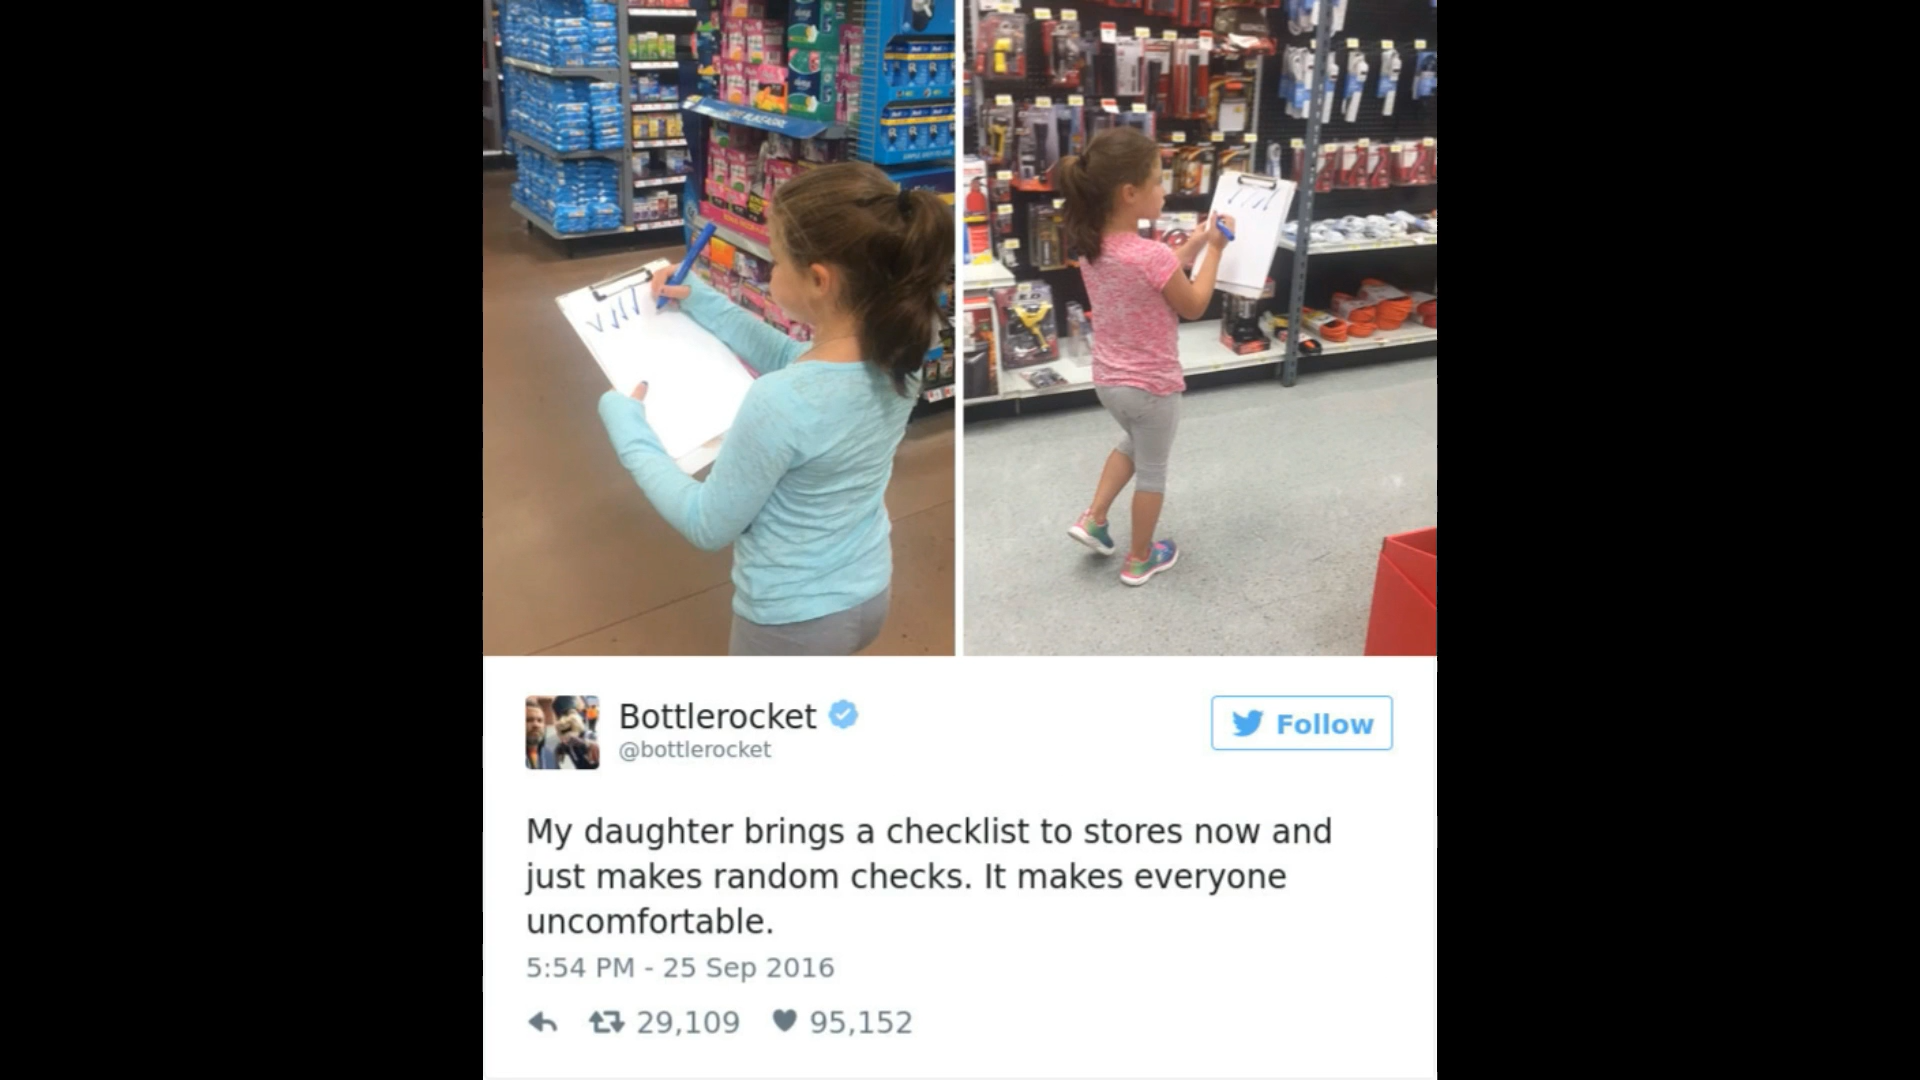 Bottlerocket
@bottlerocket
Follow
My daughter brings a checklist to stores now and
just makes random checks. It makes everyone
uncomfortable.
5:54 PM - 25 Sep 2016
29,109 95,152